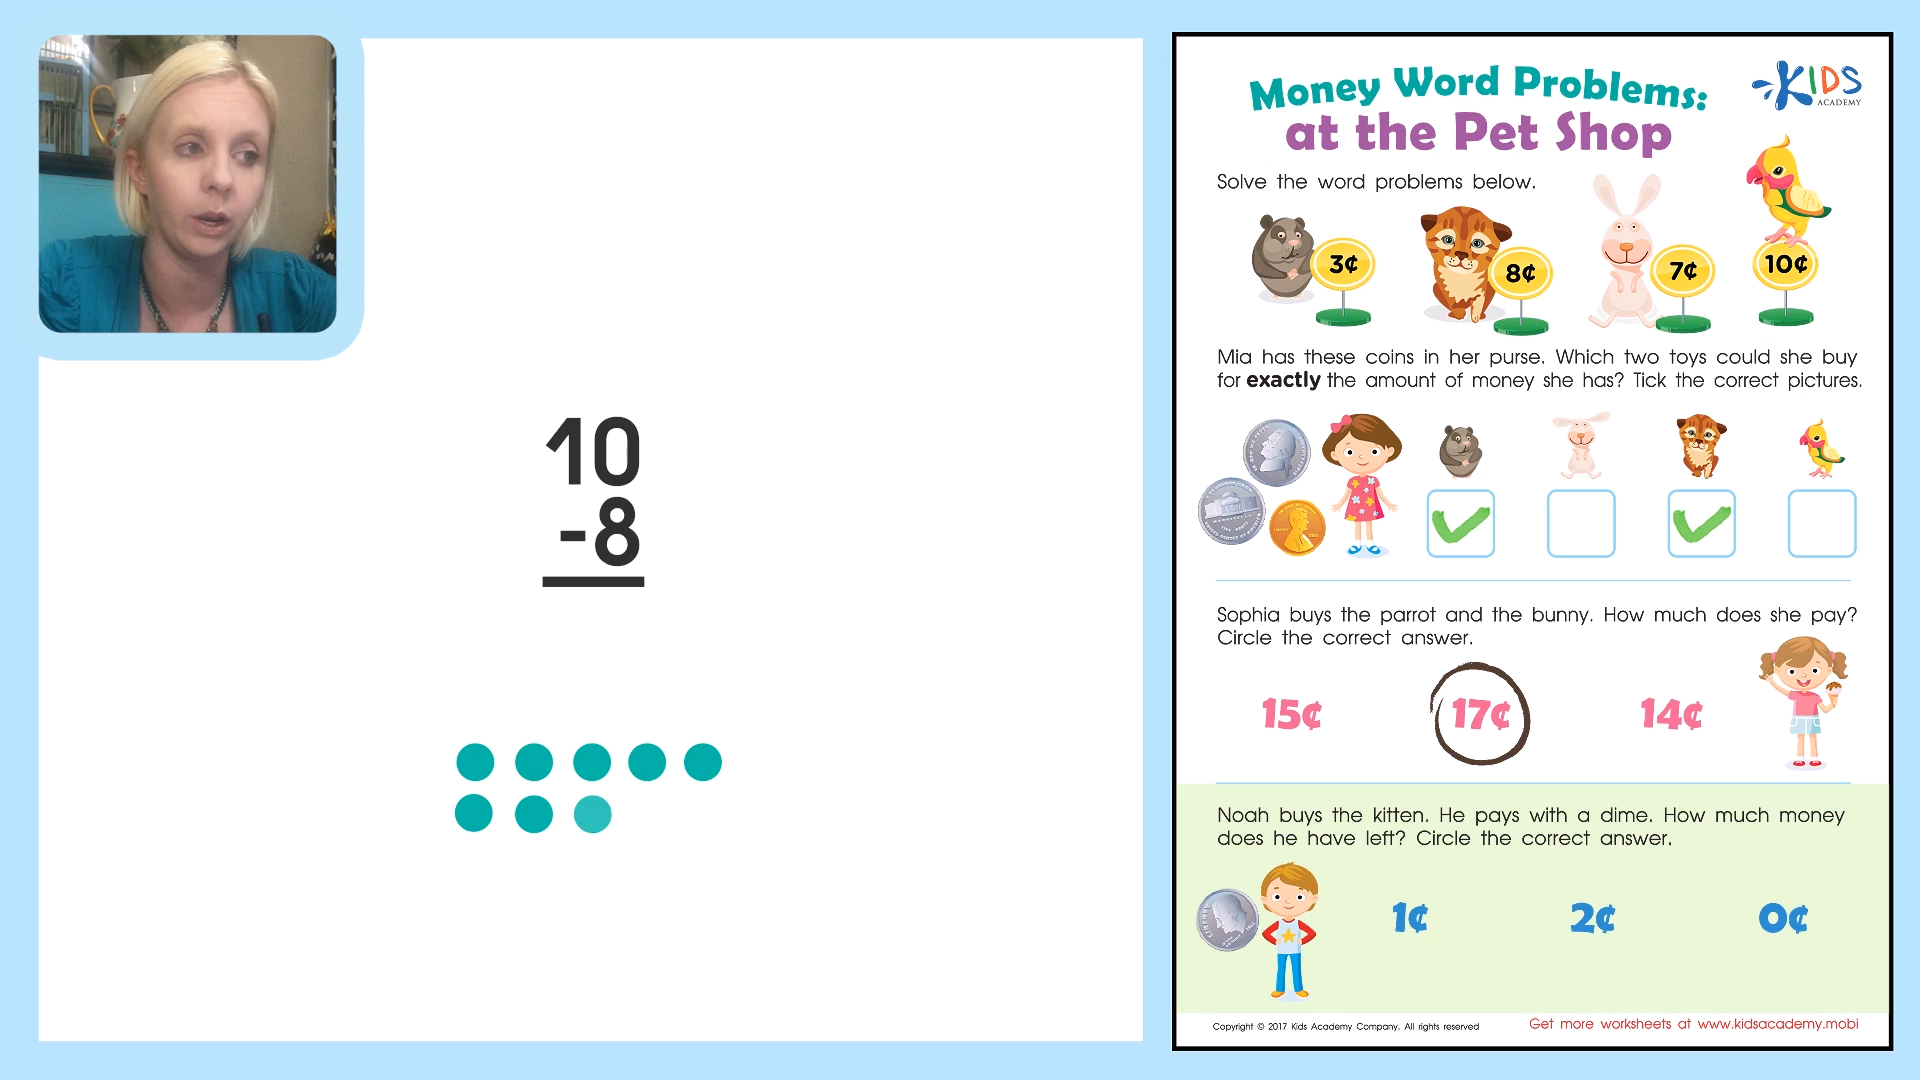 10
-8
Money Word Problems:
at the Pet Shop
KIDS
ACADEMY
Solve the word problems below.
3¢
8¢
7¢
10¢
Mia has these coins in her purse. Which two toys could she buy
for exactly the amount of money she has? Tick the correct pictures.
Sophia buys the parrot and the bunny. How much does she pay?
Circle the correct answer.
15¢
17¢
14¢
Noah buys the kitten. He pays with a dime. How much money
does he have left? Circle the correct answer.
1¢
2¢
0¢
Copyright © 2017 Kids Academy Company. All rights reserved
Get more worksheets at www.kidsacademy.mobi